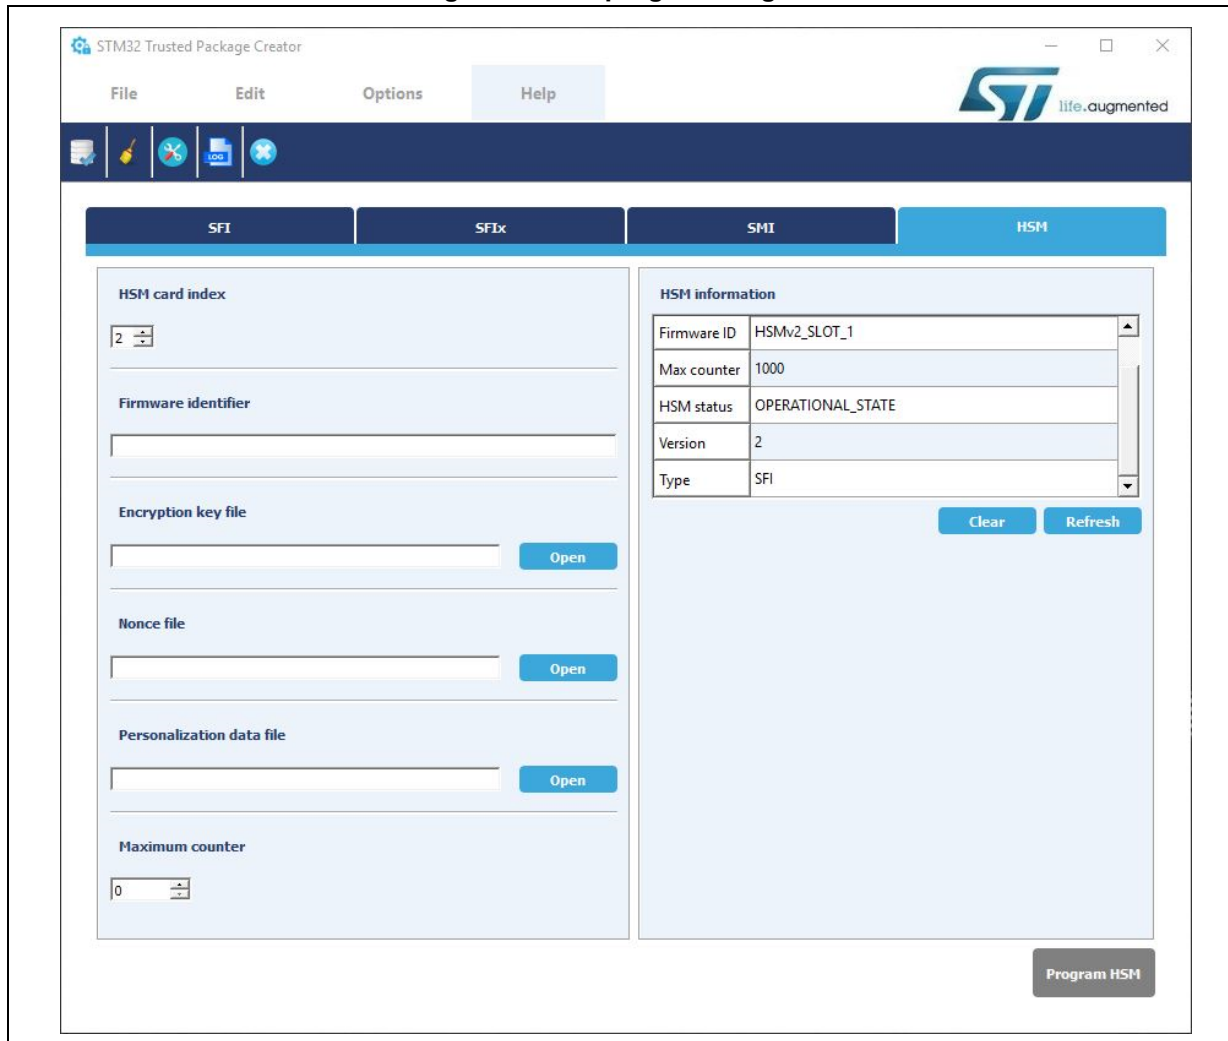 STM32 Trusted Package Creator
File Edit Options Help
life.augmented
LOG
SFI SFIx SMI HSM
HSM card index
2
Firmware identifier
Encryption key file
Open
Nonce file
Open
Personalization data file
Open
Maximum counter
0
HSM information
Firmware ID HSMv2_SLOT_1
Max counter 1000
HSM status OPERATIONAL_STATE
Version 2
Type SFI
Clear Refresh
Program HSM